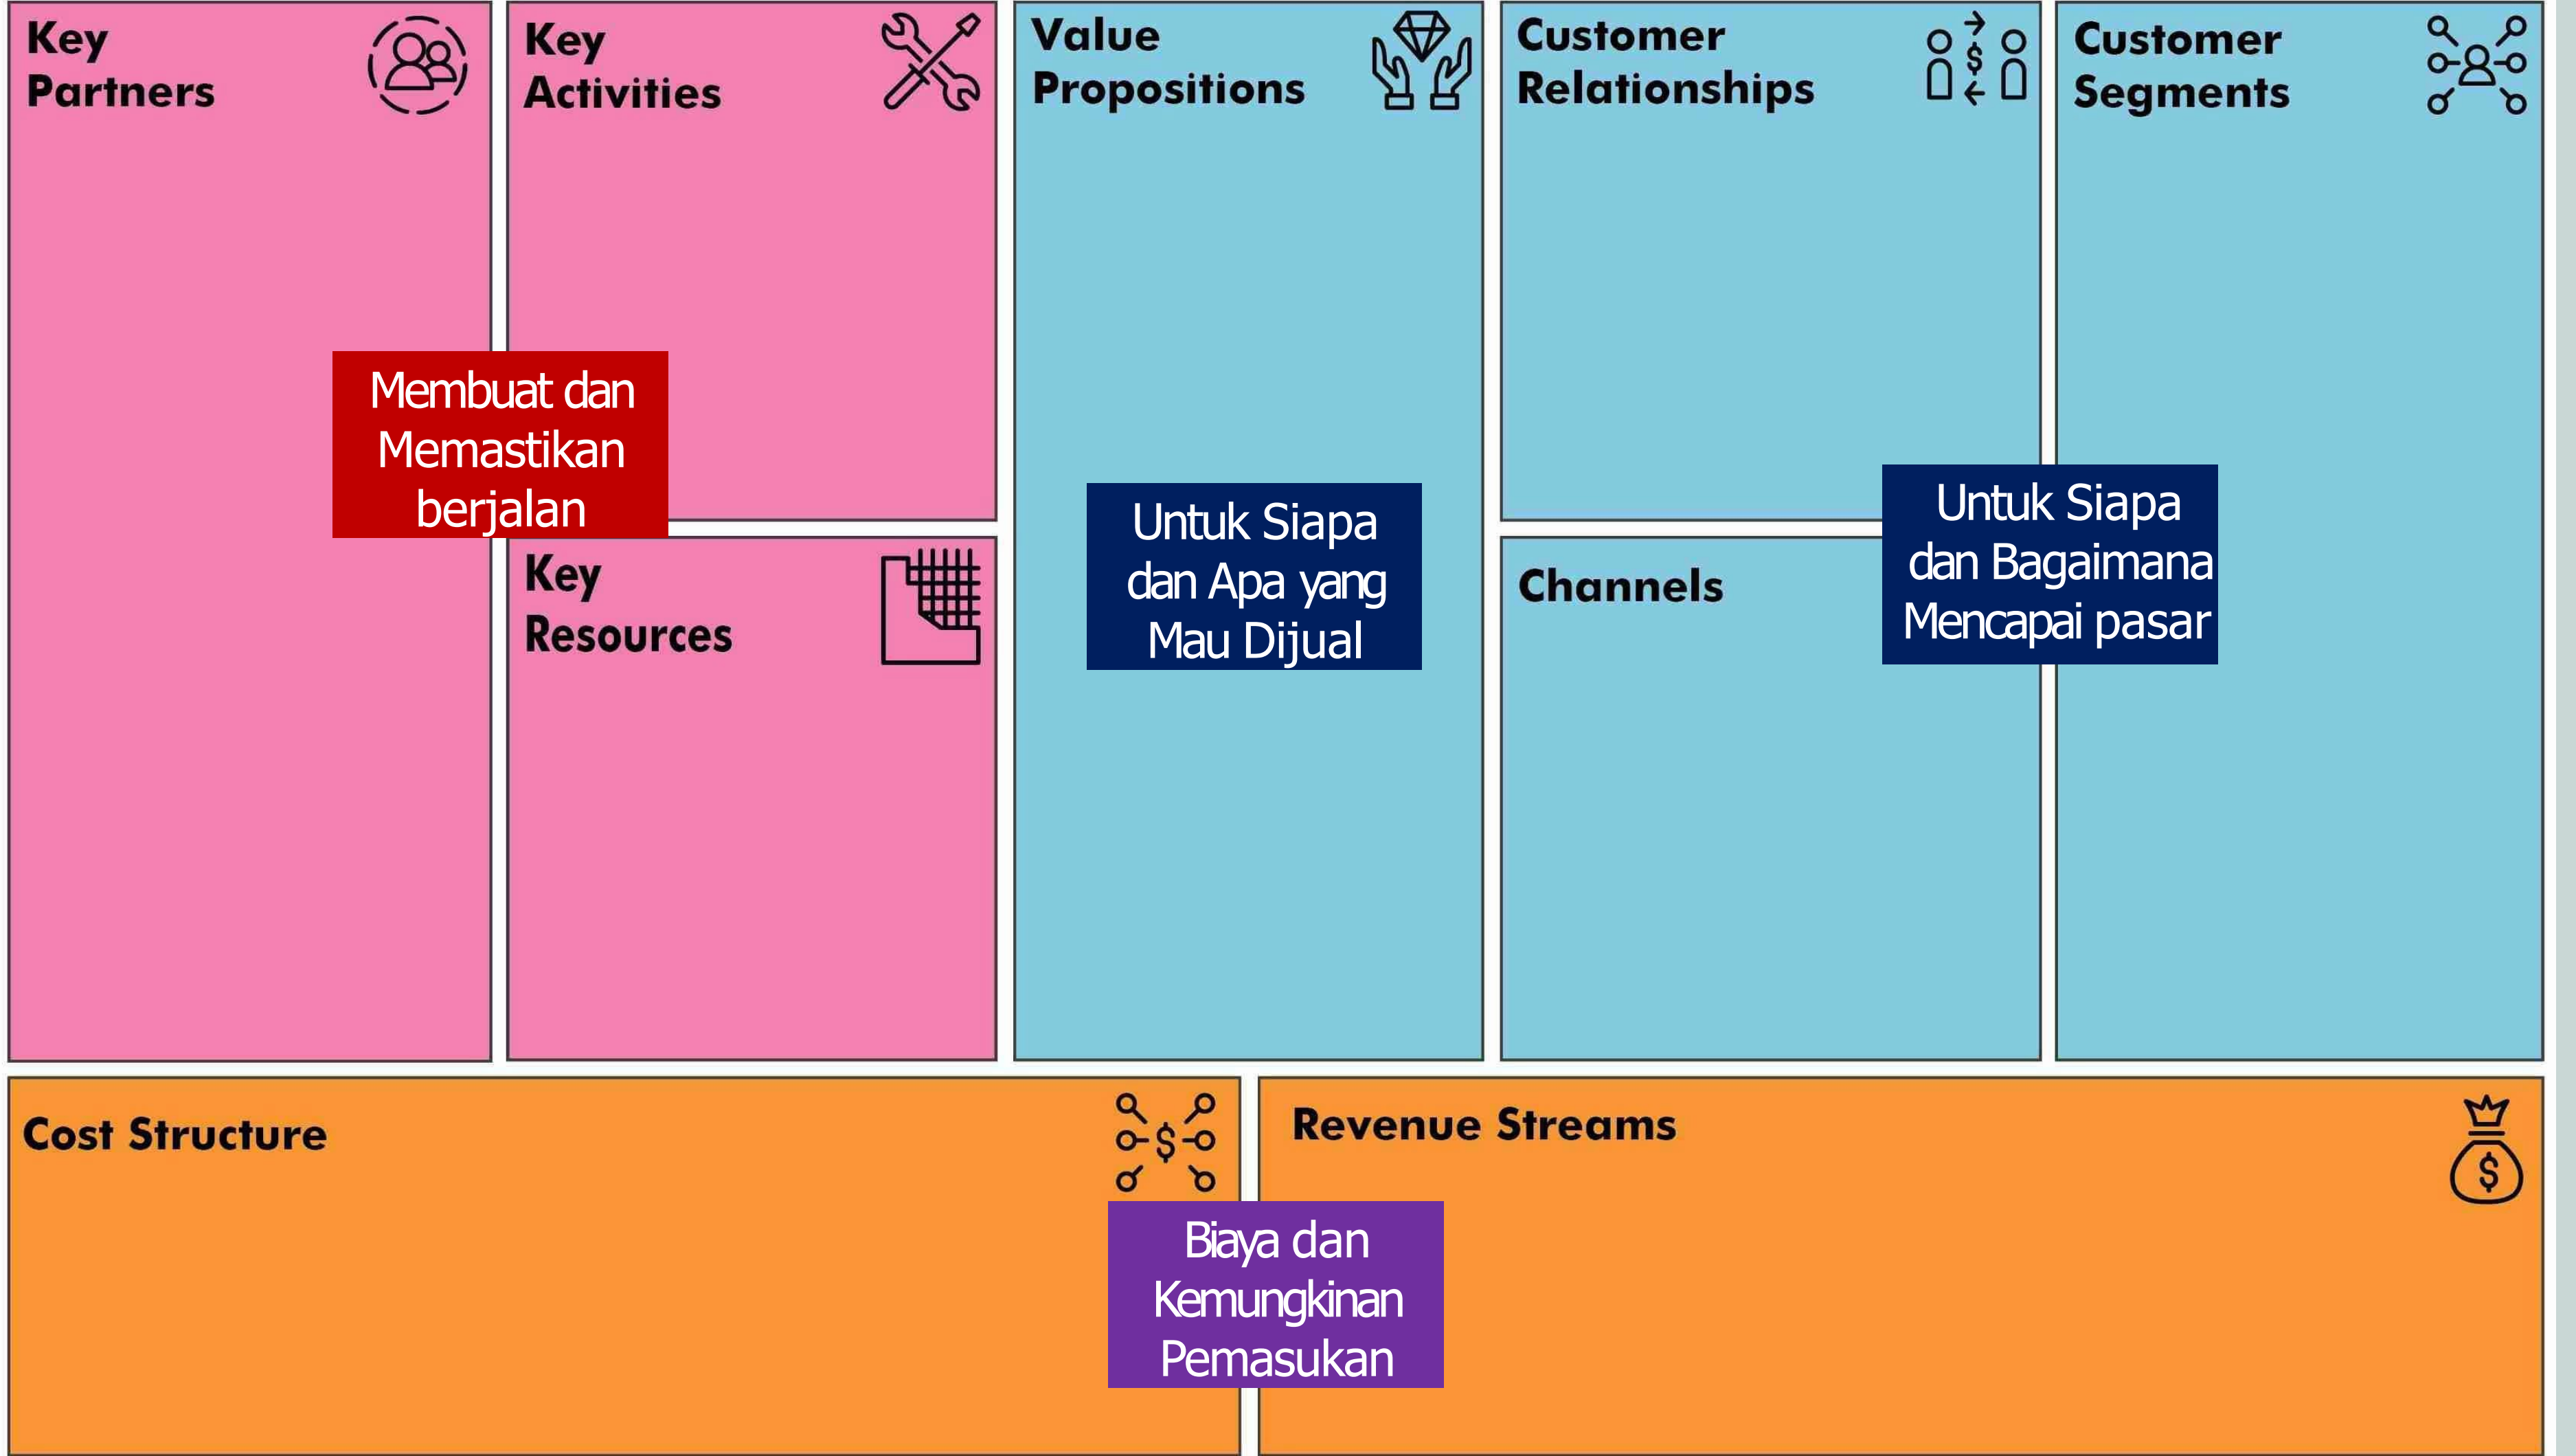 Key
Partners
Key
Activities
Value
Propositions
Customer
Relationships
Customer
Segments
Membuat dan
Memastikan
berjalan
Key
Resources
Untuk Siapa
dan Apa yang
Mau Dijual
Channels
Untuk Siapa
dan Bagaimana
Mencapai pasar
Cost Structure
Revenue Streams
Biaya dan
Kemungkinan
Pemasukan